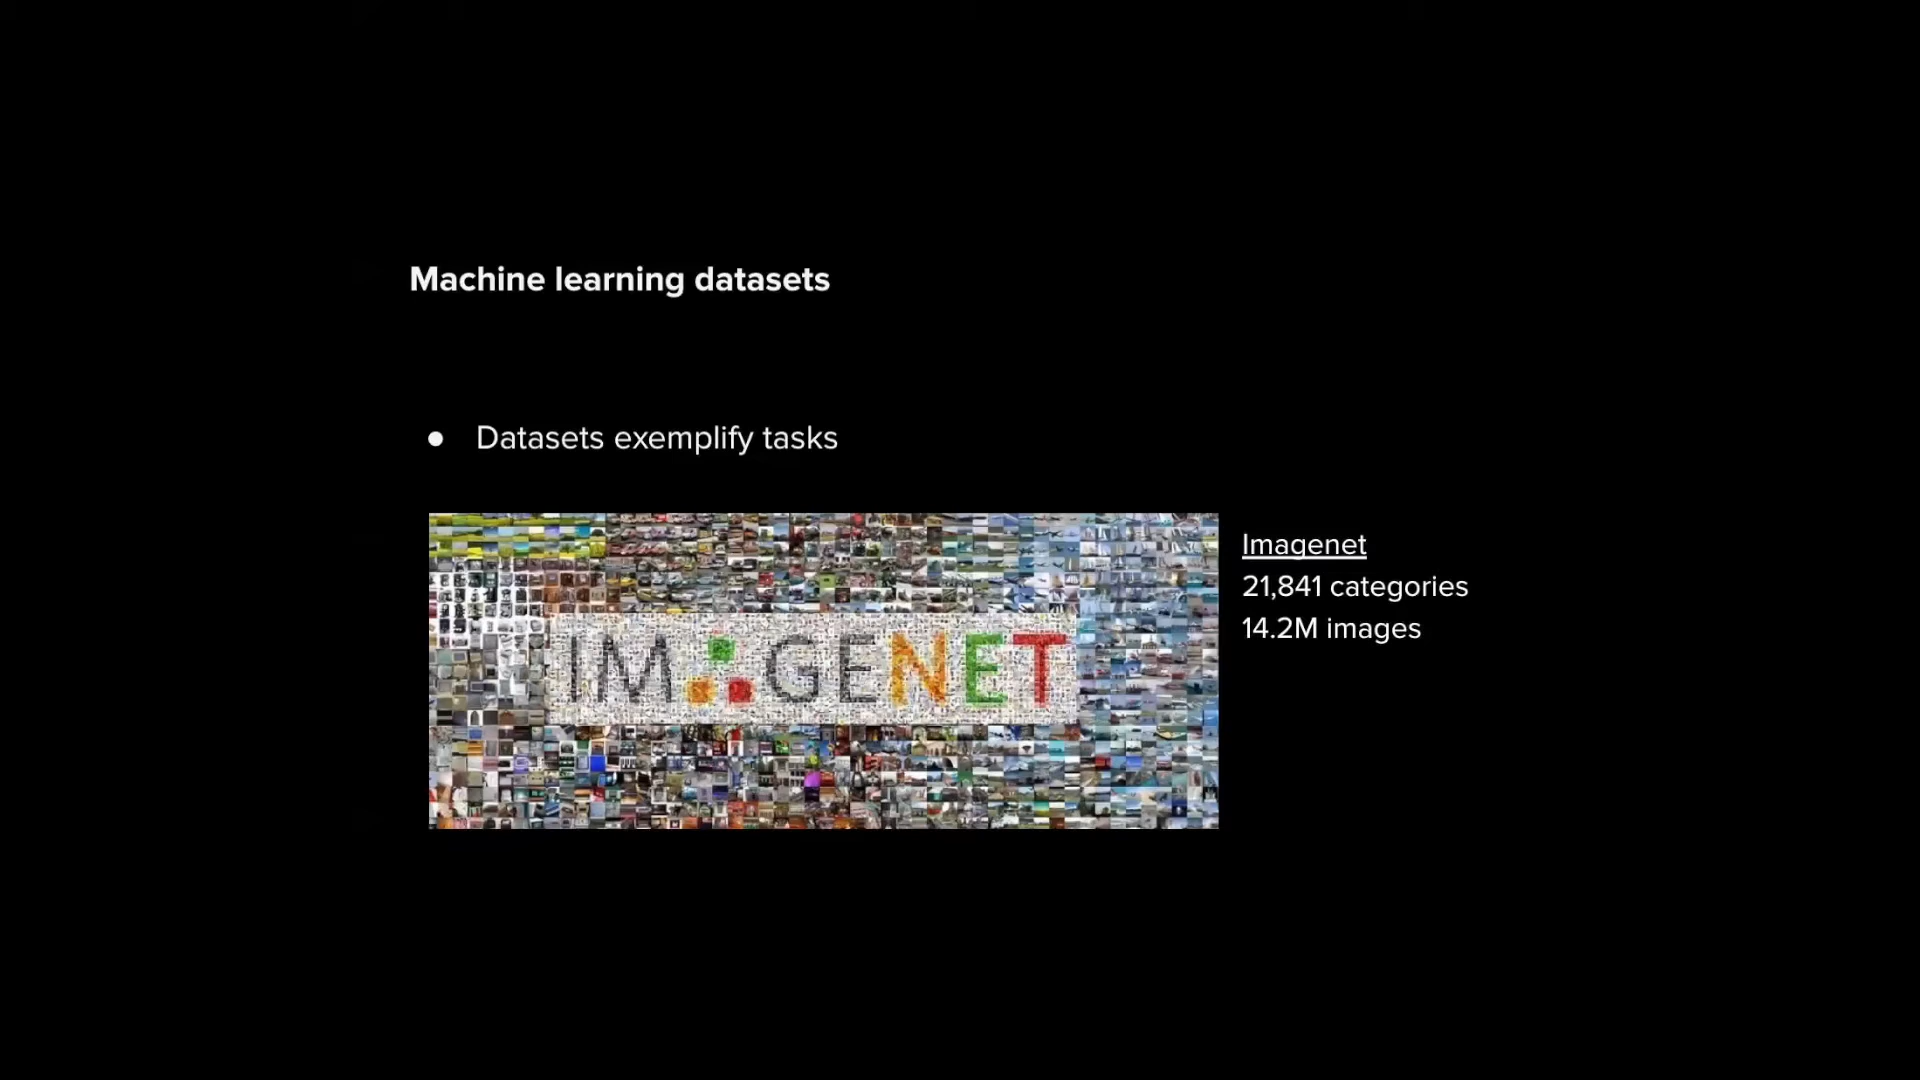 Machine learning datasets
● Datasets exemplify tasks
IMAGENET
Imagenet
21,841 categories
14.2M images